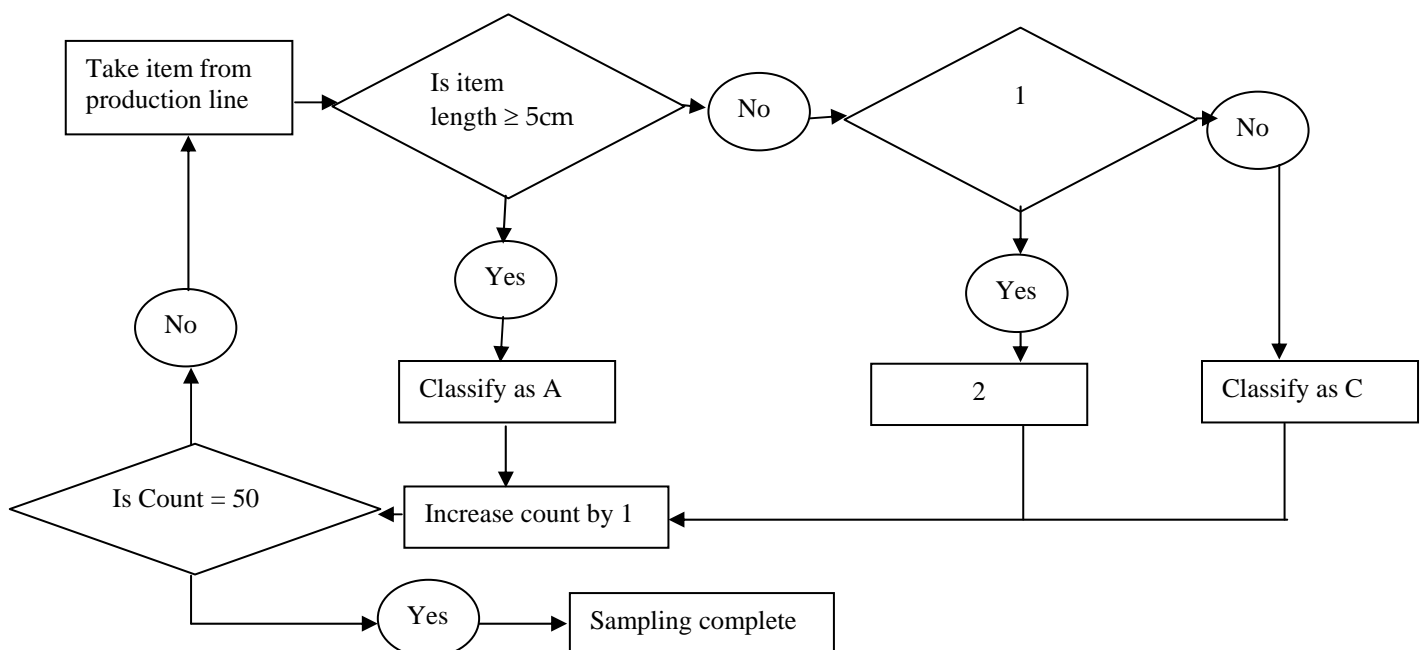 Take item from
production line
Is item
length ≥ 5cm
No
1
No
Yes
Yes
No
Classify as A
2
Classify as C
Is Count = 50
Increase count by 1
Yes
Sampling complete